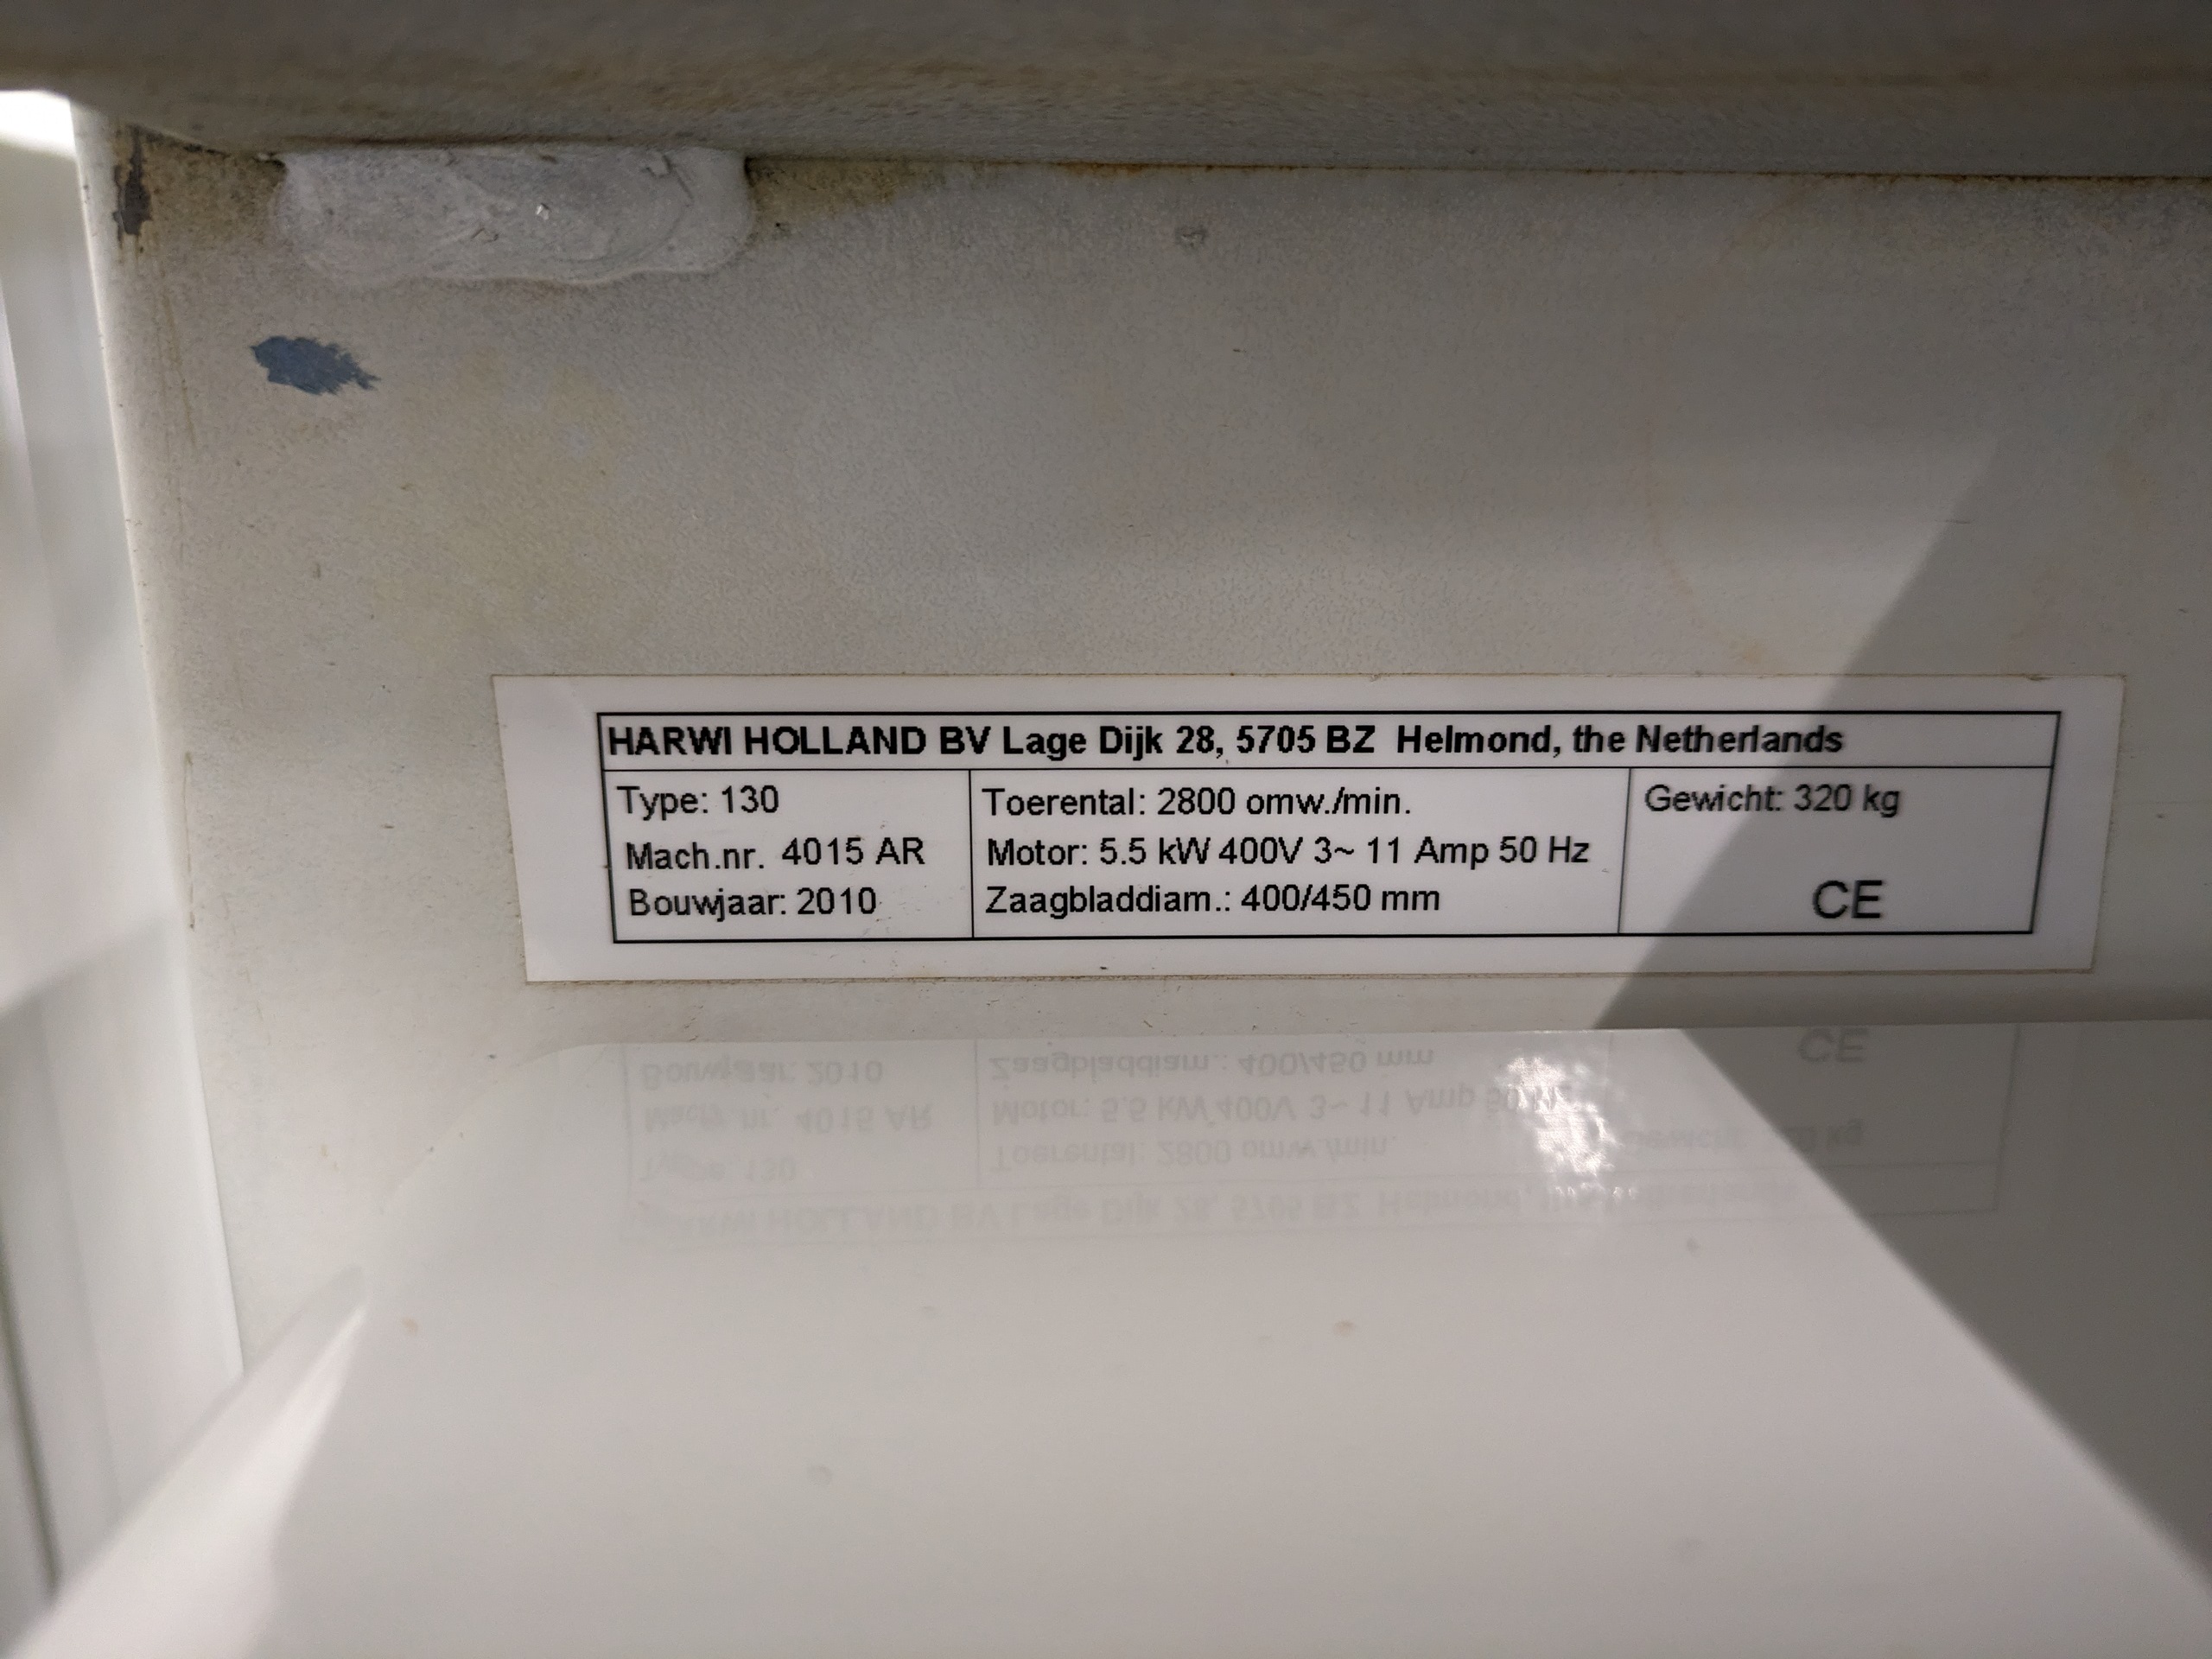 HARWI HOLLAND BV Lage Dijk 28, 5705 BZ Helmond, the Netherlands
Type: 130
Mach.nr. 4015 AR
Bouwjaar: 2010
Toerental: 2800 omw./min.
Motor: 5.5 kW 400V 3~ 11 Amp 50 Hz
Zaagbladdiam.: 400/450 mm
Gewicht: 320 kg
CE